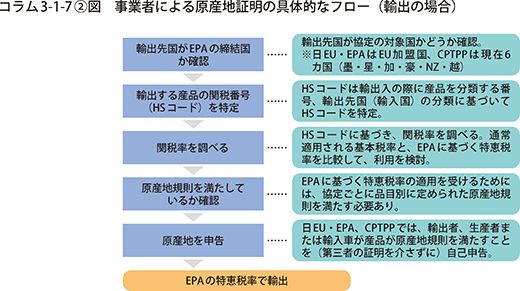 コラム3-1-7②図　事業者による原産地証明の具体的なフロー（輸出の場合）
輸出先国がEPAの締結国
か確認
輸出先国が協定の対象国かどうか確認。
※日EU・EPAはEU加盟国、CPTPPは現在6
カ国（墨・星・加・豪・NZ・越）
輸出する産品の関税番号
（HSコード）を特定
HSコードは輸出入の際に産品を分類する番
号、輸出先国（輸入国）の分類に基づいて
HSコードを特定。
関税率を調べる
HSコードに基づき、関税率を調べる。通常
適用される基本税率と、EPAに基づく特恵税
率を比較して、利用を検討。
原産地規則を満たして
いるか確認
EPAに基づく特恵税率の適用を受けるために
は、協定ごとに品目別に定められた原産地規
則を満たす必要あり。
原産地を申告
日EU・EPA、CPTPPでは、輸出者、生産者ま
たは輸入車が産品が原産地規則を満たすこと
を（第三者の証明を介さずに）自己申告。
EPAの特恵税率で輸出